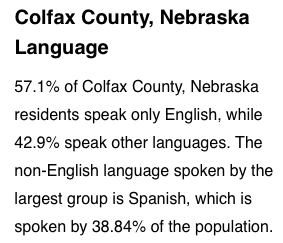 Colfax County, Nebraska
Language
57.1% of Colfax County, Nebraska
residents speak only English, while
42.9% speak other languages. The
non-English language spoken by the
largest group is Spanish, which is
spoken by 38.84% of the population.